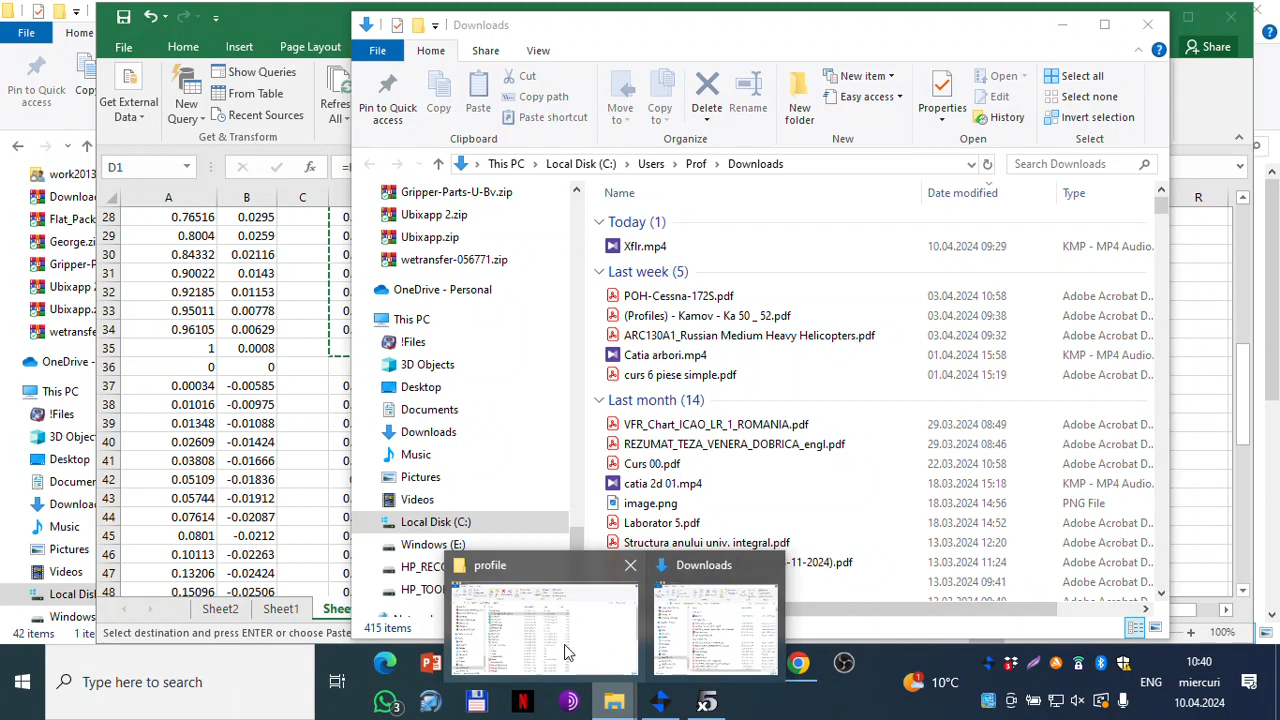 File
Home
Pin to Quick
access
Share
File Home Insert Page Layout
Get External
Data
New
Query
Show Queries
From Table
Recent Sources
Get & Transform
Refresh
All
D1
fx
Downloads
File Home Share View
Pin to Quick
access
Copy
Paste
Cut
Copy path
Paste shortcut
Clipboard
Move
to
Copy
to
Delete
Rename
Organize
New
folder
New item
Easy access
New
Properties
Open
Edit
History
Open
Select all
Select none
Invert selection
Select
This PC Local Disk (C:) Users Prof Downloads
Search Downloads
work2013
Flat_Pack
George.zi
This PC
!Files
Desktop
Music
Pictures
Videos
Windows
A B C R
28 0.76516 0.0295
29 0.8004 0.0259
30 0.84332 0.02116
31 0.90022 0.0143
32 0.92185 0.01153
33 0.95011 0.00778
34 0.96105 0.00629
35 1 0.0008
36 0 0
37 0.00034 -0.00585
38 0.01016 -0.00975
39 0.01348 -0.01088
40 0.02609 -0.01424
41 0.03808 -0.01666
42 0.05109 -0.01836
43 0.05744 -0.01912
44 0.07614 -0.02087
45 0.0801 -0.0212
46 0.10113 -0.02263
47 0.13206 -0.02422
48 0.15096 -0.02503
Sheet2 Sheet1 Shee
42 items 1 item
Select destination and press ENTER or choose Paste
100%
Gripper-Parts-U-Bv.zip
Ubixapp 2.zip
Ubixapp.zip
wetransfer-056771.zip
OneDrive - Personal
This PC
!Files
3D Objects
Desktop
Documents
Downloads
Music
Pictures
Videos
Local Disk (C:)
Windows (E:)
HP_RECO
HP_TOO
415 items
Name Date modified Type
Today (1)
Xflr.mp4 10.04.2024 09:29 KMP - MP4 Audio.
Last week (5)
POH-Cessna-172S.pdf 03.04.2024 10:58 Adobe Acrobat D..
(Profiles) - Kamov - Ka 50 _ 52.pdf 03.04.2024 09:38 Adobe Acrobat D..
ARC130A1_Russian Medium Heavy Helicopters.pdf 03.04.2024 09:32 Adobe Acrobat D..
Catia arbori.mp4 01.04.2024 15:58 KMP - MP4 Audio.
curs 6 piese simple.pdf 01.04.2024 15:19 Adobe Acrobat D..
Last month (14)
VFR_Chart_ICAO_LR_1_ROMANIA.pdf 29.03.2024 08:49 Adobe Acrobat D..
REZUMAT_TEZA_VENERA_DOBRICA_engl.pdf 29.03.2024 08:46 Adobe Acrobat D..
Curs 00.pdf 22.03.2024 10:58 Adobe Acrobat D..
catia 2d 01.mp4 18.03.2024 15:59 KMP - MP4 Audio.
image.png 18.03.2024 14:56 PNG File
Laborator 5.pdf 18.03.2024 14:52 Adobe Acrobat D..
Structura anului univ. integral.pdf 13.03.2024 12:20 Adobe Acrobat D..
-11-2024).pdf 13.03.2024 10:58 Adobe Acrobat D..
13.03.2024 09:41 Adobe Acrobat D..
profile
Downloads
Type here to search
3
10°C
ENG
10:40
miercuri
10.04.2024